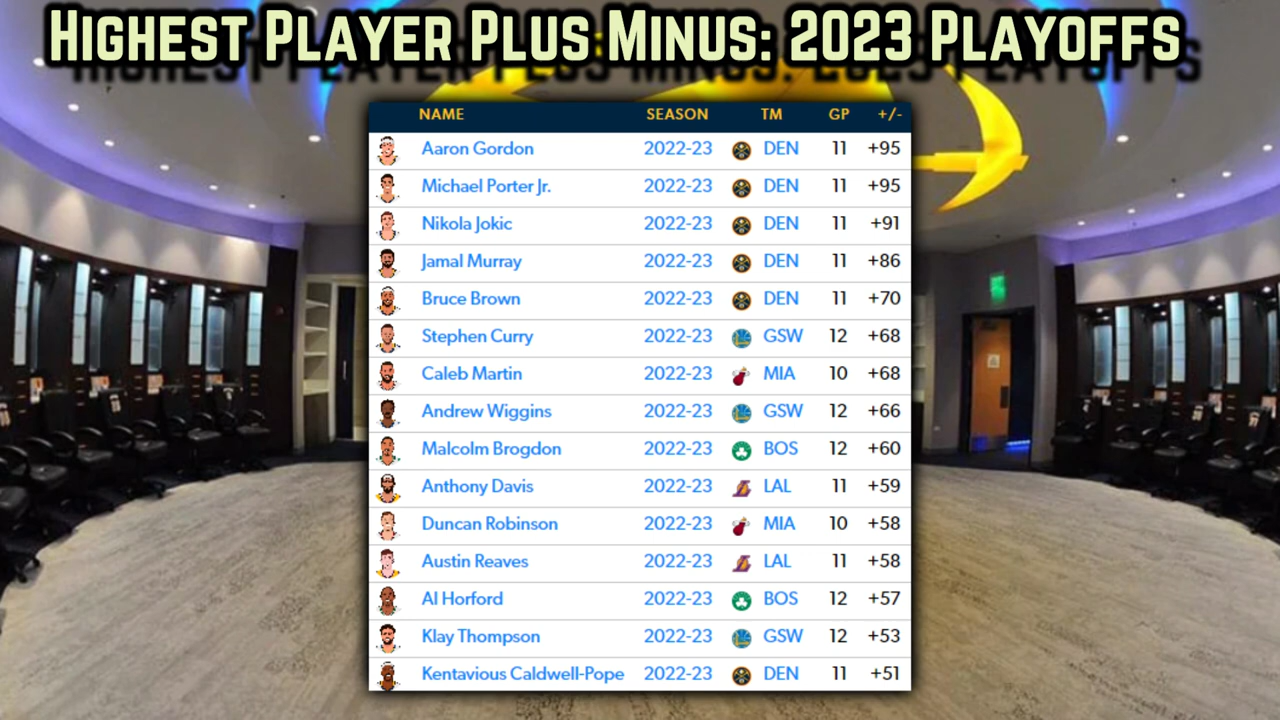 Highest Player Plus Minus: 2023 Playoffs
NAME SEASON TM GP +/-
Aaron Gordon 2022-23 DEN 11 +95
Michael Porter Jr. 2022-23 DEN 11 +95
Nikola Jokic 2022-23 DEN 11 +91
Jamal Murray 2022-23 DEN 11 +86
Bruce Brown 2022-23 DEN 11 +70
Stephen Curry 2022-23 GSW 12 +68
Caleb Martin 2022-23 MIA 10 +68
Andrew Wiggins 2022-23 GSW 12 +66
Malcolm Brogdon 2022-23 BOS 12 +60
Anthony Davis 2022-23 LAL 11 +59
Duncan Robinson 2022-23 MIA 10 +58
Austin Reaves 2022-23 LAL 11 +58
Al Horford 2022-23 BOS 12 +57
Klay Thompson 2022-23 GSW 12 +53
Kentavious Caldwell-Pope 2022-23 DEN 11 +51